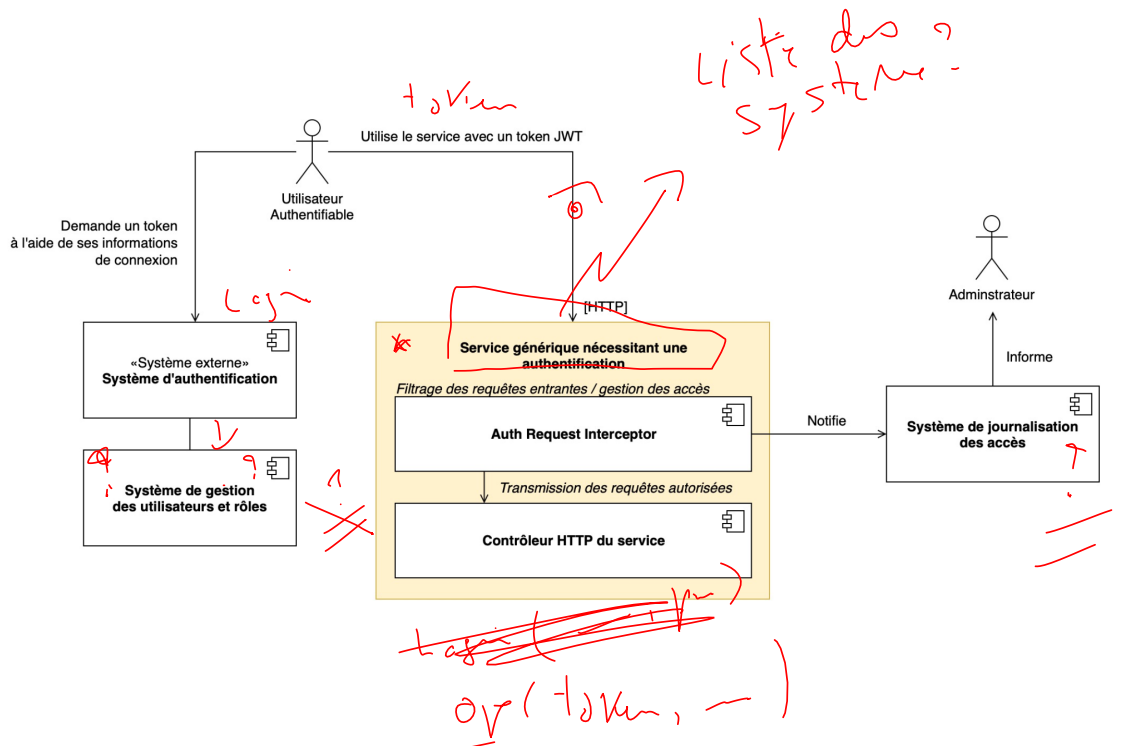 Liste des ?
système
token
Utilise le service avec un token JWT
Utilisateur
Authentifiable
Demande un token
à l'aide de ses informations
de connexion
Login
[HTTP]
Adminstrateur
Informe
«Système externe»
Système d'authentification
Service générique nécessitant une
authentification
Filtrage des requêtes entrantes / gestion des accès
Auth Request Interceptor
Notifie
Système de journalisation
des accès
?
Système de gestion
des utilisateurs et rôles
Transmission des requêtes autorisées
Contrôleur HTTP du service
op(token, —)